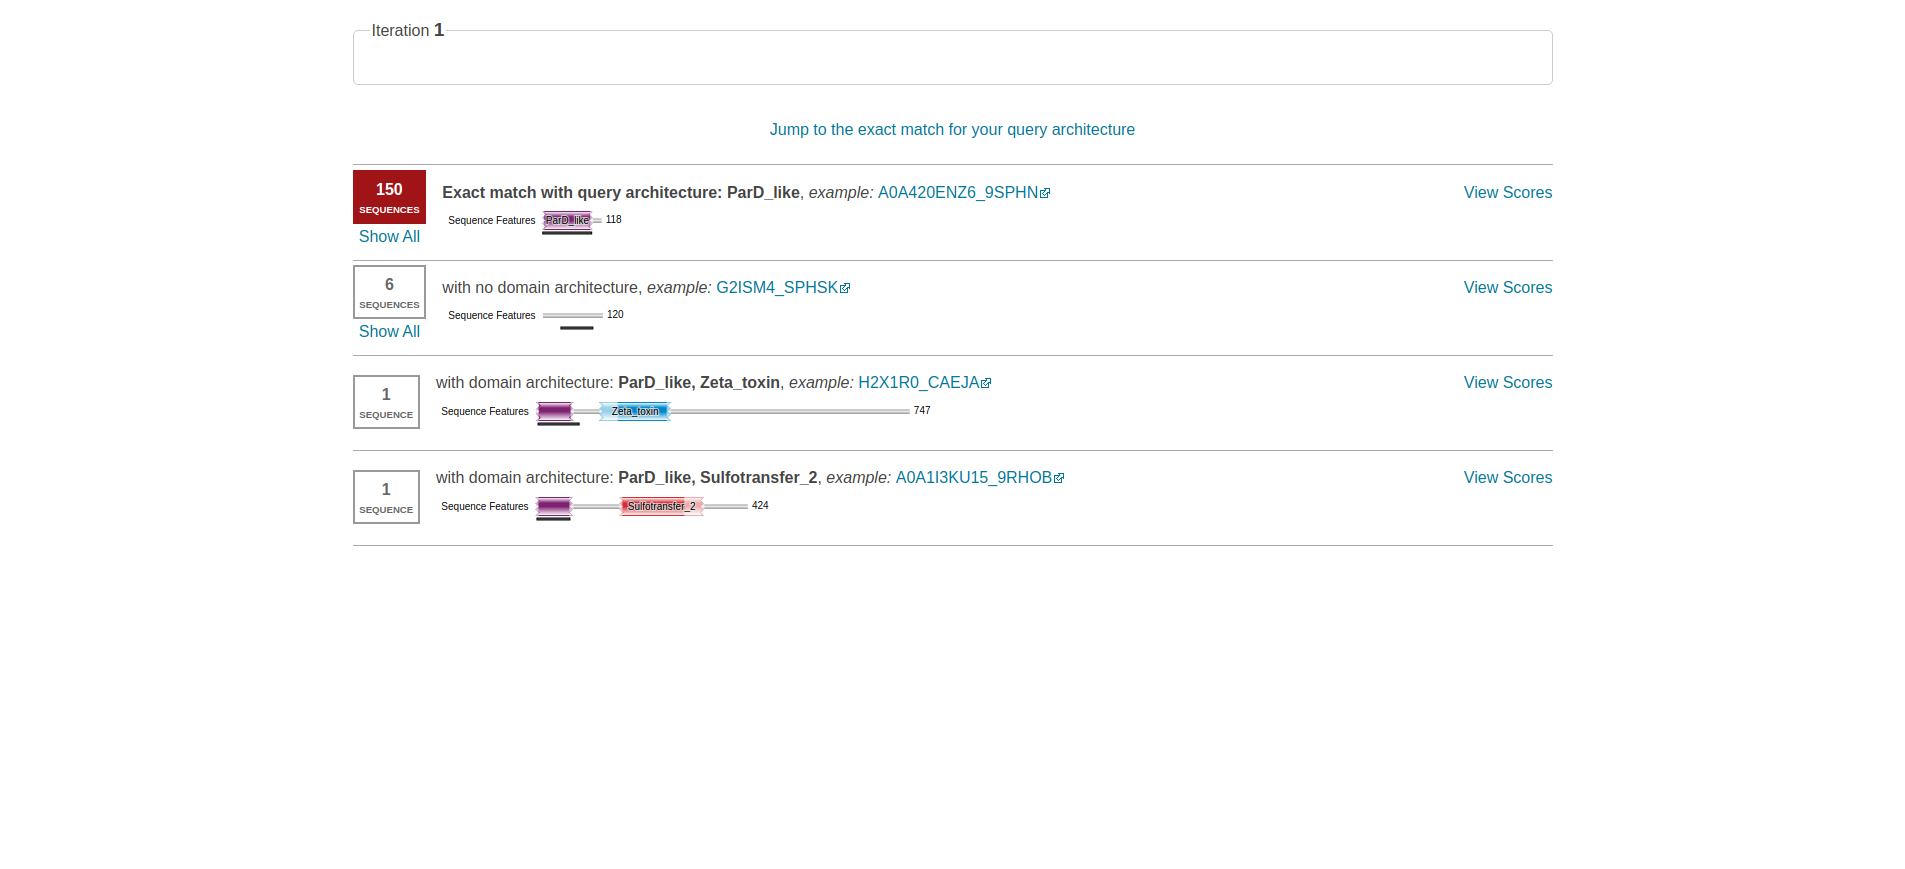 Iteration 1
Jump to the exact match for your query architecture
150
SEQUENCES
Show All
Exact match with query architecture: ParD_like, example: A0A420ENZ6_9SPHN
View Scores
Sequence Features ParD_like 118
6
SEQUENCES
Show All
with no domain architecture, example: G2ISM4_SPHSK
View Scores
Sequence Features 120
1
SEQUENCE
with domain architecture: ParD_like, Zeta_toxin, example: H2X1R0_CAEJA
View Scores
Sequence Features Zeta_toxin 747
1
SEQUENCE
with domain architecture: ParD_like, Sulfotransfer_2, example: A0A1I3KU15_9RHOB
View Scores
Sequence Features Sulfotransfer_2 424